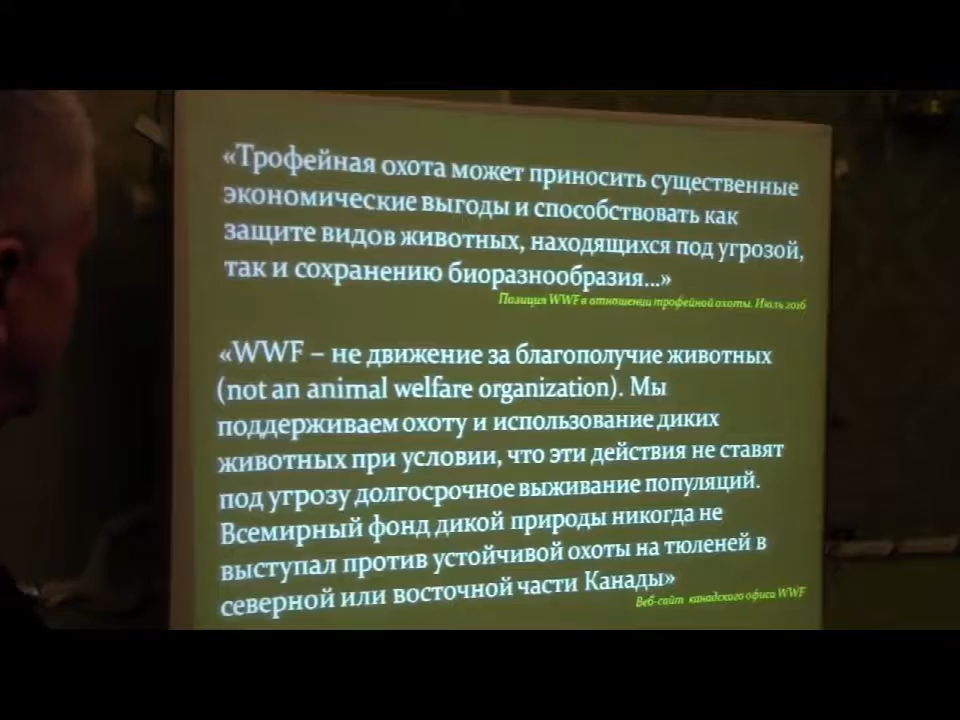 «Трофейная охота может приносить существенные
экономические выгоды и способствовать как
защите видов животных, находящихся под угрозой,
так и сохранению биоразнообразия...»
Позиция WWF в отношении трофейной охоты. Июль 2016
«WWF – не движение за благополучие животных
(not an animal welfare organization). Мы
поддерживаем охоту и использование диких
животных при условии, что эти действия не ставят
под угрозу долгосрочное выживание популяций.
Всемирный фонд дикой природы никогда не
выступал против устойчивой охоты на тюленей в
северной или восточной части Канады»
Веб-сайт канадского офиса WWF